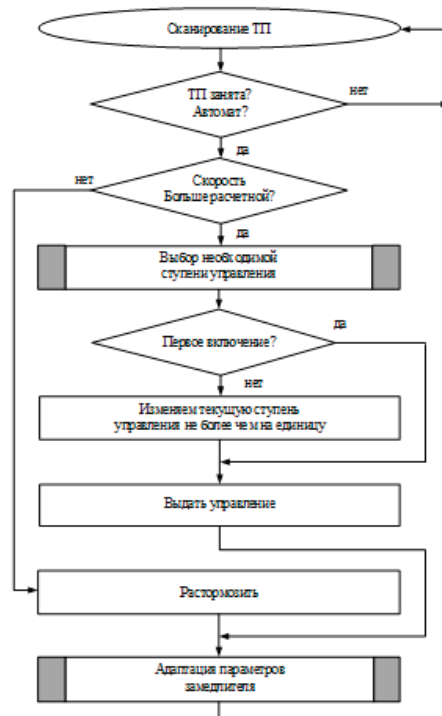 Сканирование ТП
ТП занята?
Автомат?
нет
да
нет
Скорость
Больше расчетной?
да
Выбор необходимой
ступени управления
Первое включение?
да
нет
Изменяем текущую ступень
управления не более чем на единицу
Выдать управление
Растормозить
Адаптация параметров
замедлителя